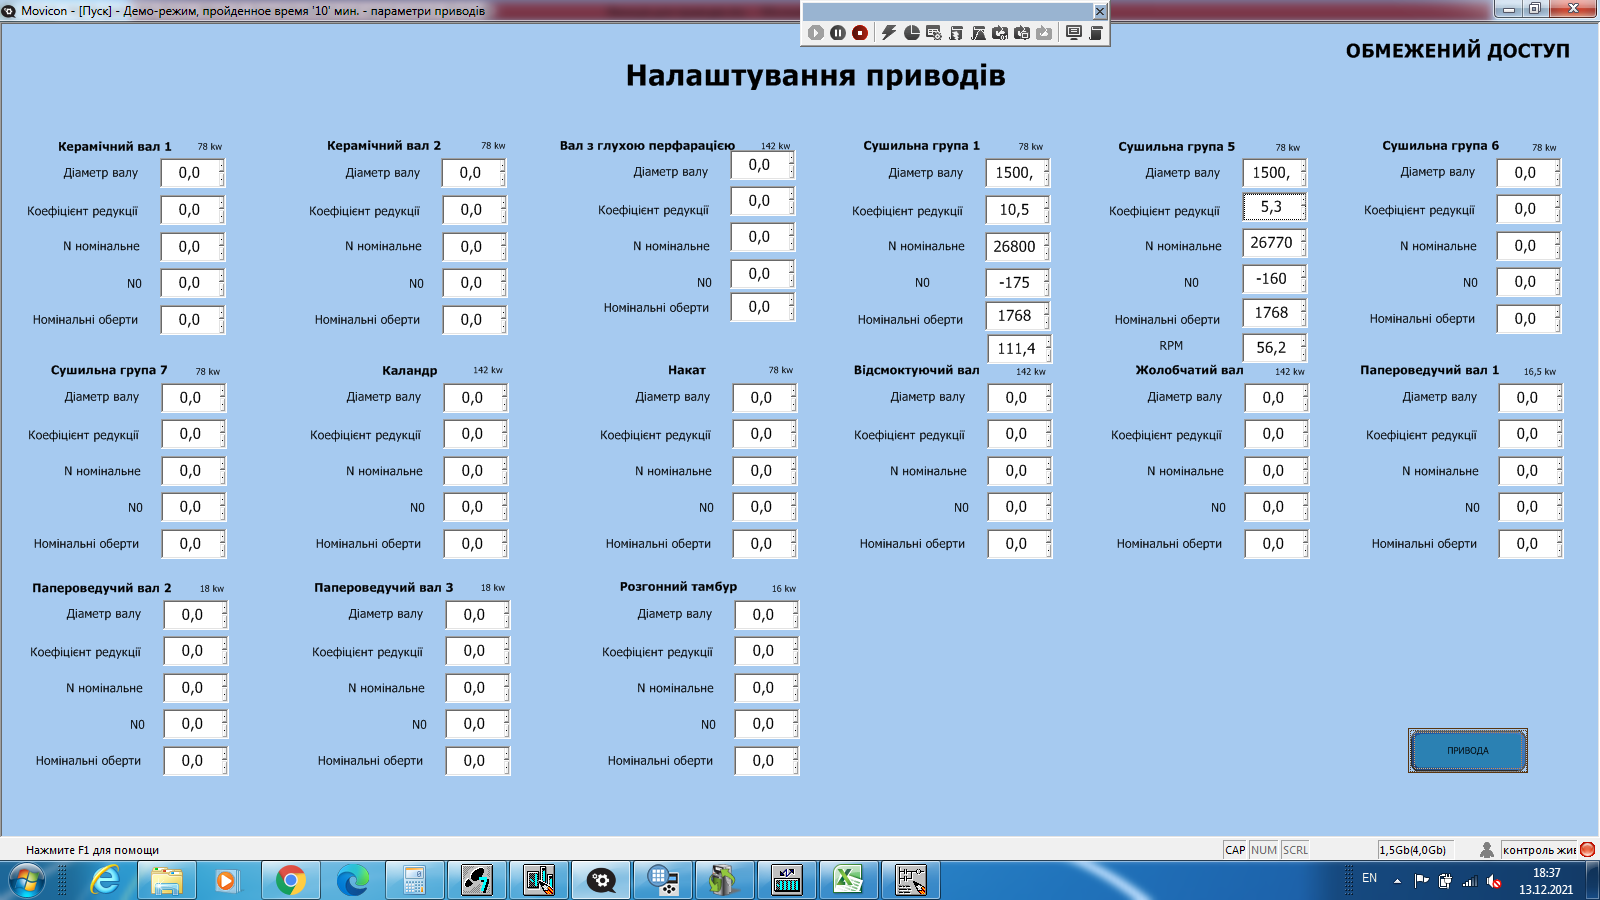 Movicon - [Пуск] - Демо-режим, пройденное время '10' мин. - параметри приводів
ОБМЕЖЕНИЙ ДОСТУП
Налаштування приводів
Керамічний вал 1 78 kw
Діаметр валу 0,0
Коефіцієнт редукції 0,0
N номінальне 0,0
N0 0,0
Номінальні оберти 0,0
Керамічний вал 2 78 kw
Діаметр валу 0,0
Коефіцієнт редукції 0,0
N номінальне 0,0
N0 0,0
Номінальні оберти 0,0
Вал з глухою перфарацією 142 kw
Діаметр валу 0,0
Коефіцієнт редукції 0,0
N номінальне 0,0
N0 0,0
Номінальні оберти 0,0
Сушильна група 1 78 kw
Діаметр валу 1500,
Коефіцієнт редукції 10,5
N номінальне 26800
N0 -175
Номінальні оберти 1768
111,4
Сушильна група 5 78 kw
Діаметр валу 1500,
Коефіцієнт редукції 5,3
N номінальне 26770
N0 -160
Номінальні оберти 1768
RPM 56,2
Сушильна група 6 78 kw
Діаметр валу 0,0
Коефіцієнт редукції 0,0
N номінальне 0,0
N0 0,0
Номінальні оберти 0,0
Сушильна група 7 78 kw
Діаметр валу 0,0
Коефіцієнт редукції 0,0
N номінальне 0,0
N0 0,0
Номінальні оберти 0,0
Каландр 142 kw
Діаметр валу 0,0
Коефіцієнт редукції 0,0
N номінальне 0,0
N0 0,0
Номінальні оберти 0,0
Накат 78 kw
Діаметр валу 0,0
Коефіцієнт редукції 0,0
N номінальне 0,0
N0 0,0
Номінальні оберти 0,0
Відсмоктуючий вал 142 kw
Діаметр валу 0,0
Коефіцієнт редукції 0,0
N номінальне 0,0
N0 0,0
Номінальні оберти 0,0
Жолобчатий вал 142 kw
Діаметр валу 0,0
Коефіцієнт редукції 0,0
N номінальне 0,0
N0 0,0
Номінальні оберти 0,0
Папероведучий вал 1 16,5 kw
Діаметр валу 0,0
Коефіцієнт редукції 0,0
N номінальне 0,0
N0 0,0
Номінальні оберти 0,0
Папероведучий вал 2 18 kw
Діаметр валу 0,0
Коефіцієнт редукції 0,0
N номінальне 0,0
N0 0,0
Номінальні оберти 0,0
Папероведучий вал 3 18 kw
Діаметр валу 0,0
Коефіцієнт редукції 0,0
N номінальне 0,0
N0 0,0
Номінальні оберти 0,0
Розгонний тамбур 16 kw
Діаметр валу 0,0
Коефіцієнт редукції 0,0
N номінальне 0,0
N0 0,0
Номінальні оберти 0,0
ПРИВОДА
Нажмите F1 для помощи
CAP NUM SCRL 1,5Gb(4,0Gb) контроль жив
EN 18:37
13.12.2021